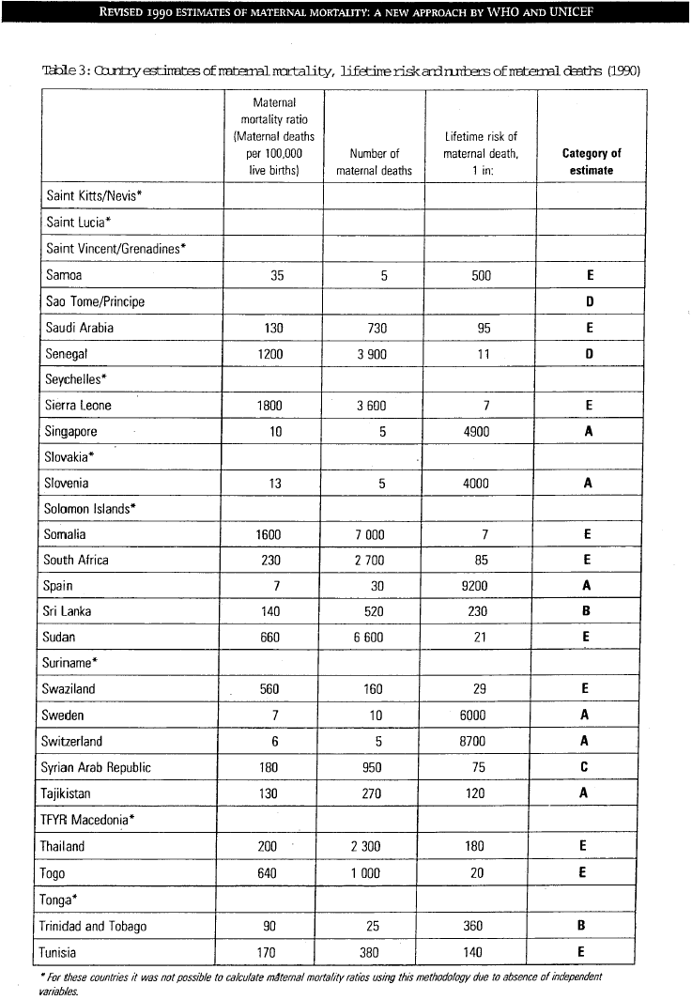 REVISED 1990 ESTIMATES OF MATERNAL MORTALITY: A NEW APPROACH BY WHO AND UNICEF
Table 3: Country estimates of maternal mortality, lifetime risk and numbers of maternal deaths (1990)
Maternal
mortality ratio
(Maternal deaths
per 100,000
live births)
Number of
maternal deaths
Lifetime risk of
maternal death,
1 in:
Category of
estimate
Saint Kitts/Nevis*
Saint Lucia*
Saint Vincent/Grenadines*
Samoa 35 5 500 E
Sao Tome/Principe D
Saudi Arabia 130 730 95 E
Senegal 1200 3 900 11 D
Seychelles*
Sierra Leone 1800 3 600 7 E
Singapore 10 5 4900 A
Slovakia*
Slovenia 13 5 4000 A
Solomon Islands*
Somalia 1600 7 000 7 E
South Africa 230 2 700 85 E
Spain 7 30 9200 A
Sri Lanka 140 520 230 B
Sudan 660 6 600 21 E
Suriname*
Swaziland 560 160 29 E
Sweden 7 10 6000 A
Switzerland 6 5 8700 A
Syrian Arab Republic 180 950 75 C
Tajikistan 130 270 120 A
TFYR Macedonia*
Thailand 200 2 300 180 E
Togo 640 1 000 20 E
Tonga*
Trinidad and Tobago 90 25 360 B
Tunisia 170 380 140 E
* For these countries it was not possible to calculate maternal mortality ratios using this methodology due to absence of independent
variables.